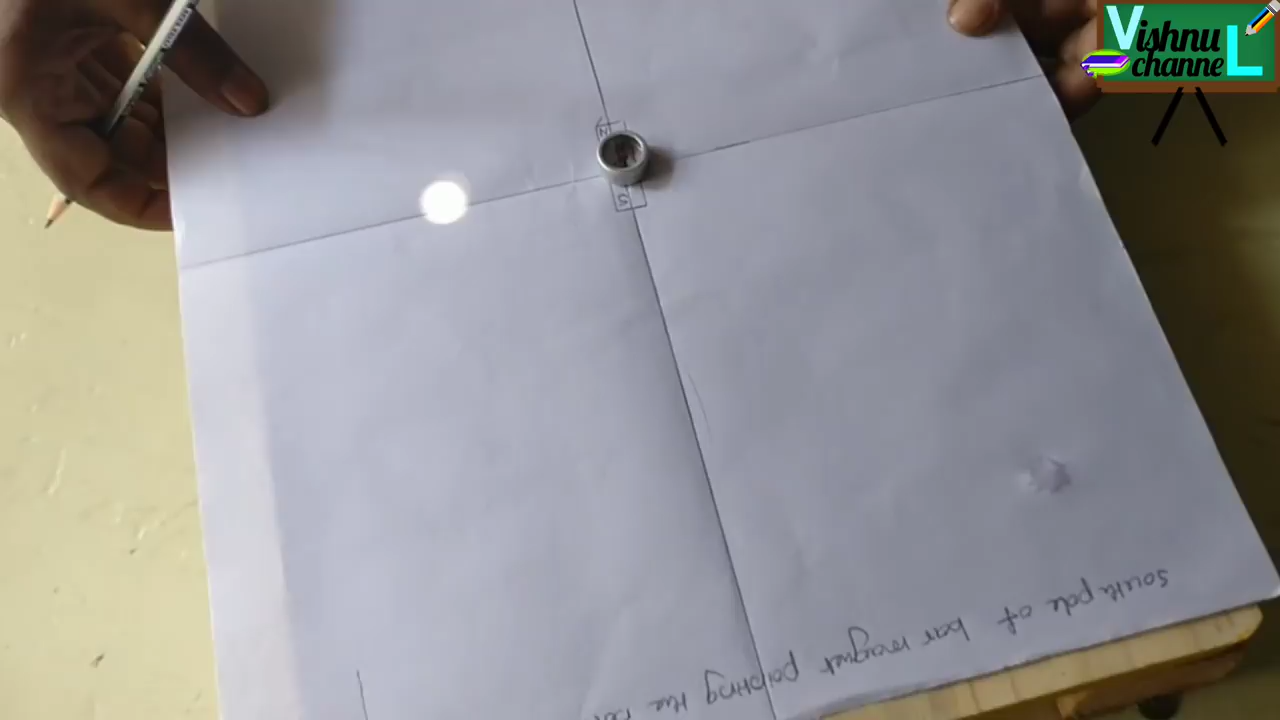 Vishnu
channel
N
S
south pole of bar magnet pointing the